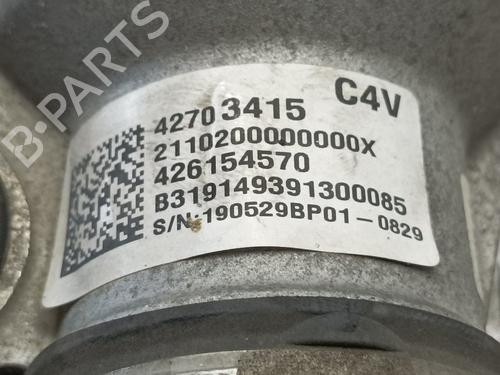 C4V
42703415
2110200000000X
426154570
B319149391300085
S/N:190529BP01-0829
B-PARTS